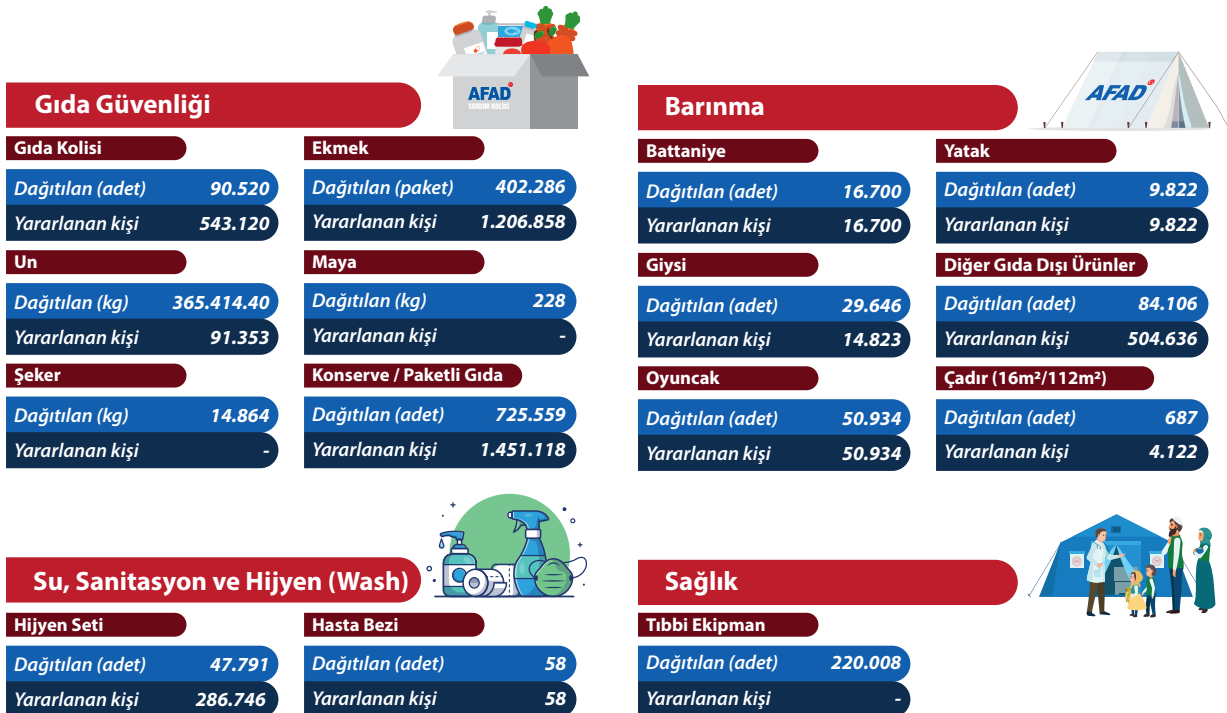 AFAD
YARDIM KOLİSİ
Gıda Güvenliği
Gıda Kolisi
Dağıtılan (adet) 90.520
Yararlanan kişi 543.120
Ekmek
Dağıtılan (paket) 402.286
Yararlanan kişi 1.206.858
Un
Dağıtılan (kg) 365.414.40
Yararlanan kişi 91.353
Maya
Dağıtılan (kg) 228
Yararlanan kişi -
Şeker
Dağıtılan (kg) 14.864
Yararlanan kişi -
Konserve / Paketli Gıda
Dağıtılan (adet) 725.559
Yararlanan kişi 1.451.118
AFAD
Barınma
Battaniye
Dağıtılan (adet) 16.700
Yararlanan kişi 16.700
Yatak
Dağıtılan (adet) 9.822
Yararlanan kişi 9.822
Giysi
Dağıtılan (adet) 29.646
Yararlanan kişi 14.823
Diğer Gıda Dışı Ürünler
Dağıtılan (adet) 84.106
Yararlanan kişi 504.636
Oyuncak
Dağıtılan (adet) 50.934
Yararlanan kişi 50.934
Çadır (16m²/112m²)
Dağıtılan (adet) 687
Yararlanan kişi 4.122
Su, Sanitasyon ve Hijyen (Wash)
Hijyen Seti
Dağıtılan (adet) 47.791
Yararlanan kişi 286.746
Hasta Bezi
Dağıtılan (adet) 58
Yararlanan kişi 58
Sağlık
Tıbbi Ekipman
Dağıtılan (adet) 220.008
Yararlanan kişi -